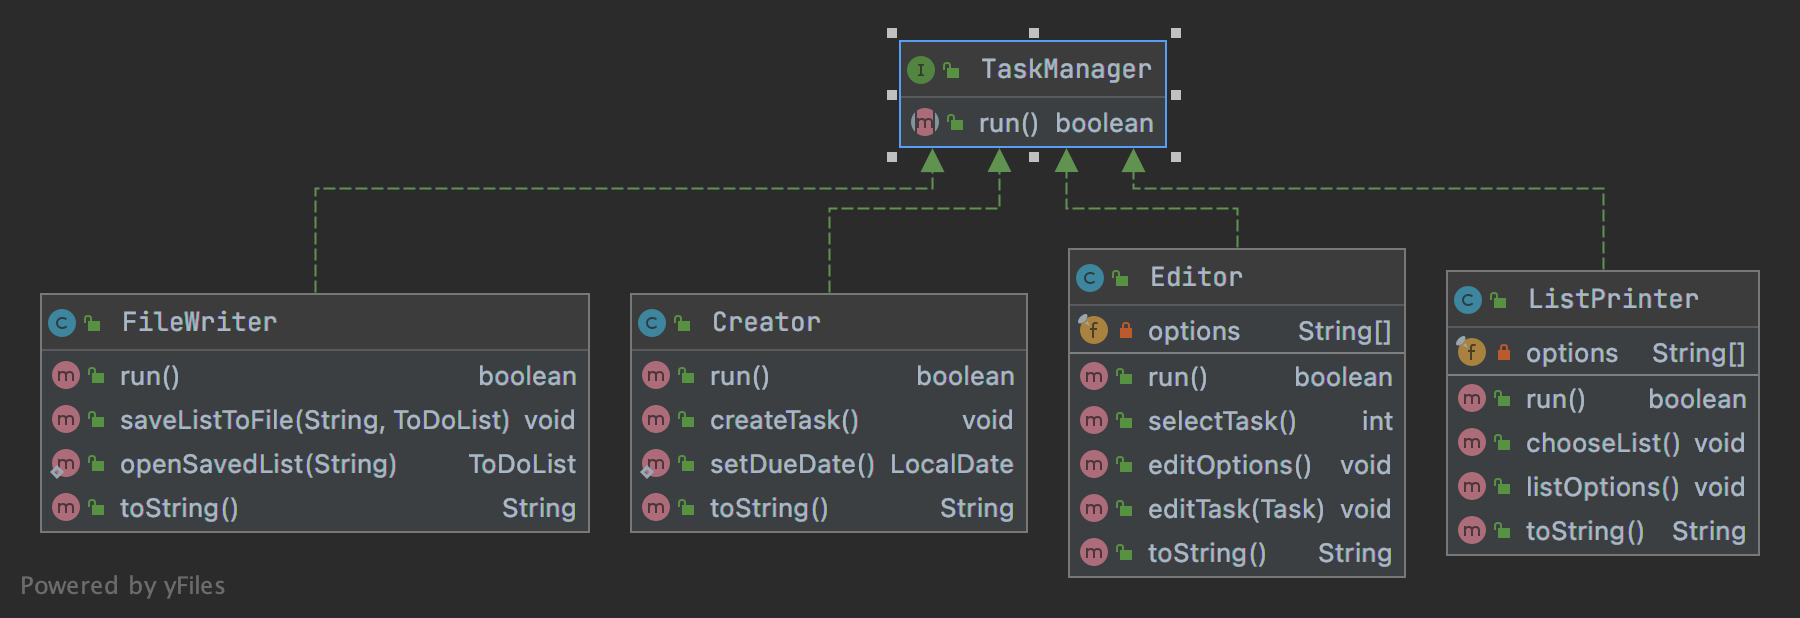 I TaskManager
m run() boolean
C FileWriter
m run() boolean
m saveListToFile(String, ToDoList) void
m openSavedList(String) ToDoList
m toString() String
C Creator
m run() boolean
m createTask() void
m setDueDate() LocalDate
m toString() String
C Editor
f options String[]
m run() boolean
m selectTask() int
m editOptions() void
m editTask(Task) void
m toString() String
C ListPrinter
f options String[]
m run() boolean
m chooseList() void
m listOptions() void
m toString() String
Powered by yFiles